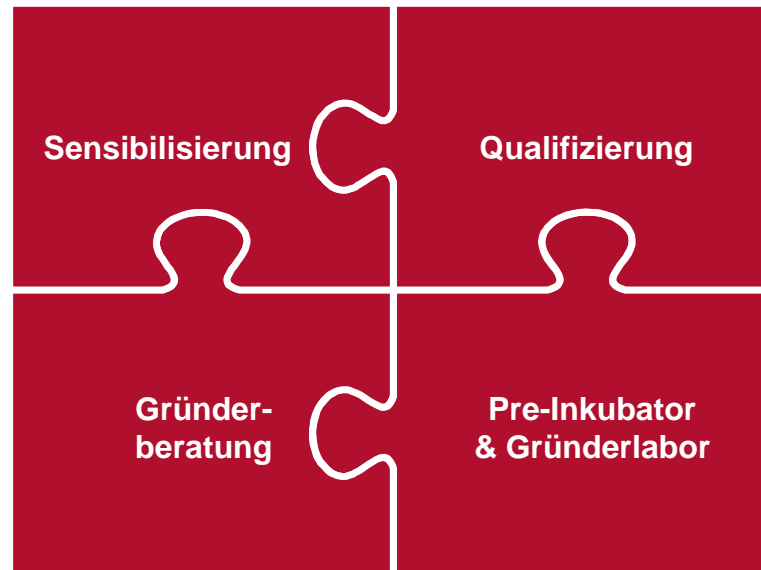 Sensibilisierung
Qualifizierung
Gründer-
beratung
Pre-Inkubator
& Gründerlabor